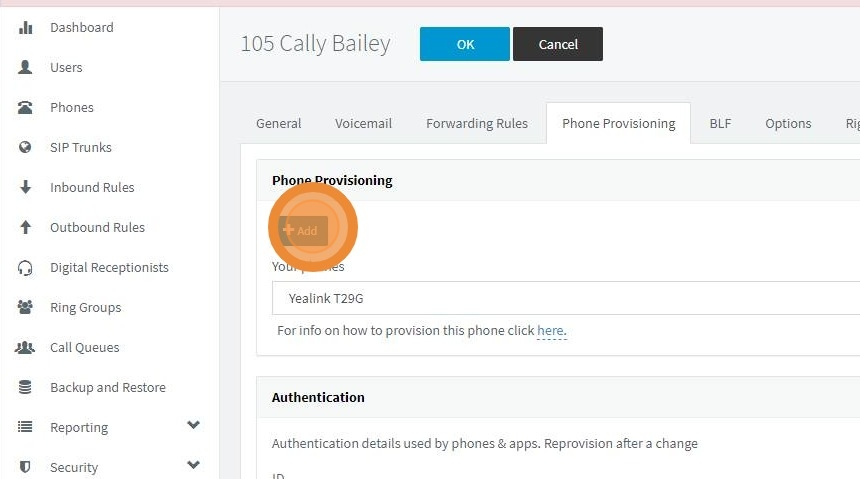 Dashboard
Users
Phones
SIP Trunks
Inbound Rules
Outbound Rules
Digital Receptionists
Ring Groups
Call Queues
Backup and Restore
Reporting
Security
105 Cally Bailey
OK
Cancel
General
Voicemail
Forwarding Rules
Phone Provisioning
BLF
Options
Phone Provisioning
Add
Your phones
Yealink T29G
For info on how to provision this phone click here.
Authentication
Authentication details used by phones & apps. Reprovision after a change
ID